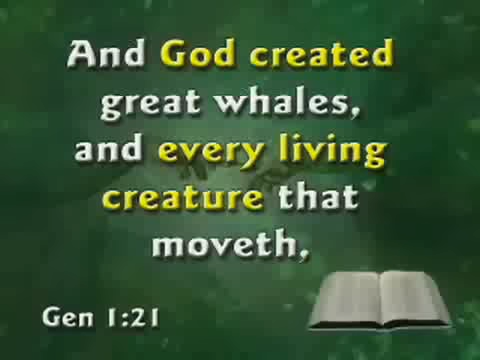 And God created
great whales,
and every living
creature that
moveth,
Gen 1:21